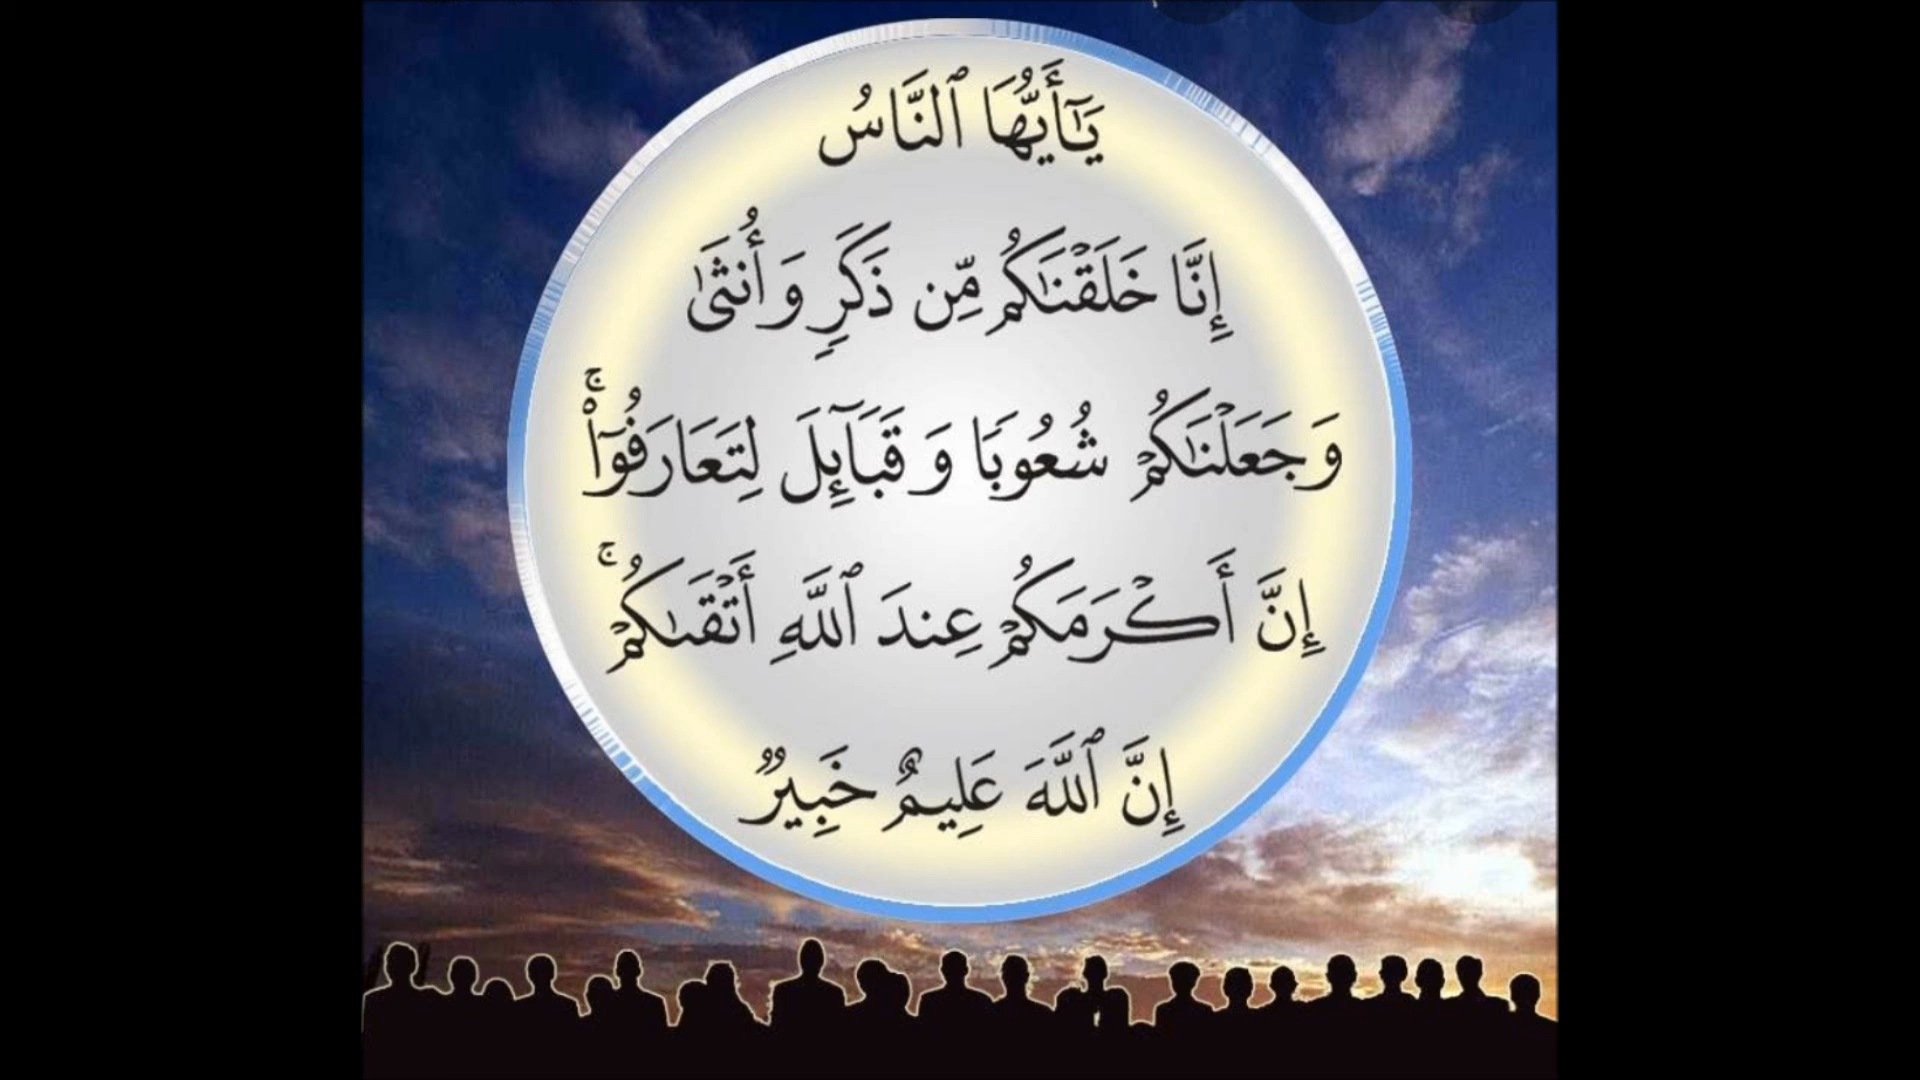 يَـٰٓأَيُّهَا ٱلنَّاسُ
إِنَّا خَلَقْنَـٰكُم مِّن ذَكَرٍ وَأُنثَىٰ
وَجَعَلْنَـٰكُمْ شُعُوبًا وَقَبَآئِلَ لِتَعَارَفُوٓا۟ ۚ
إِنَّ أَكْرَمَكُمْ عِندَ ٱللَّهِ أَتْقَىٰكُمْ ۚ
إِنَّ ٱللَّهَ عَلِيمٌ خَبِيرٌ